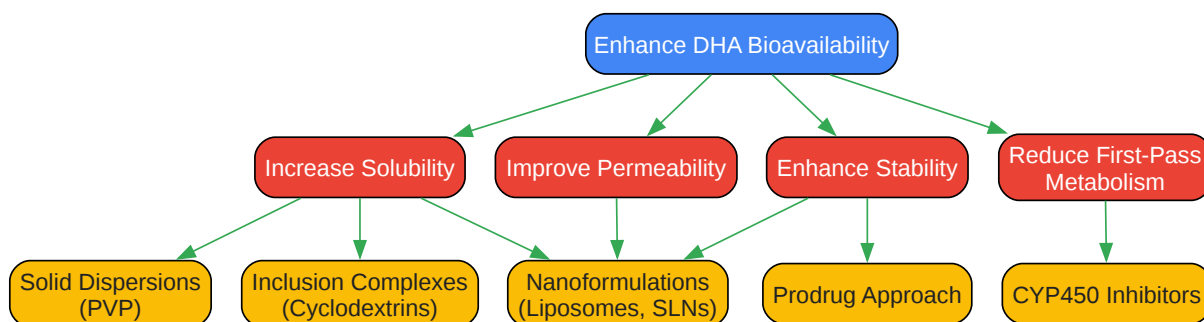 Enhance DHA Bioavailability
Increase Solubility
Improve Permeability
Enhance Stability
Reduce First-Pass
Metabolism
Solid Dispersions
(PVP)
Inclusion Complexes
(Cyclodextrins)
Nanoformulations
(Liposomes, SLNs)
Prodrug Approach
CYP450 Inhibitors